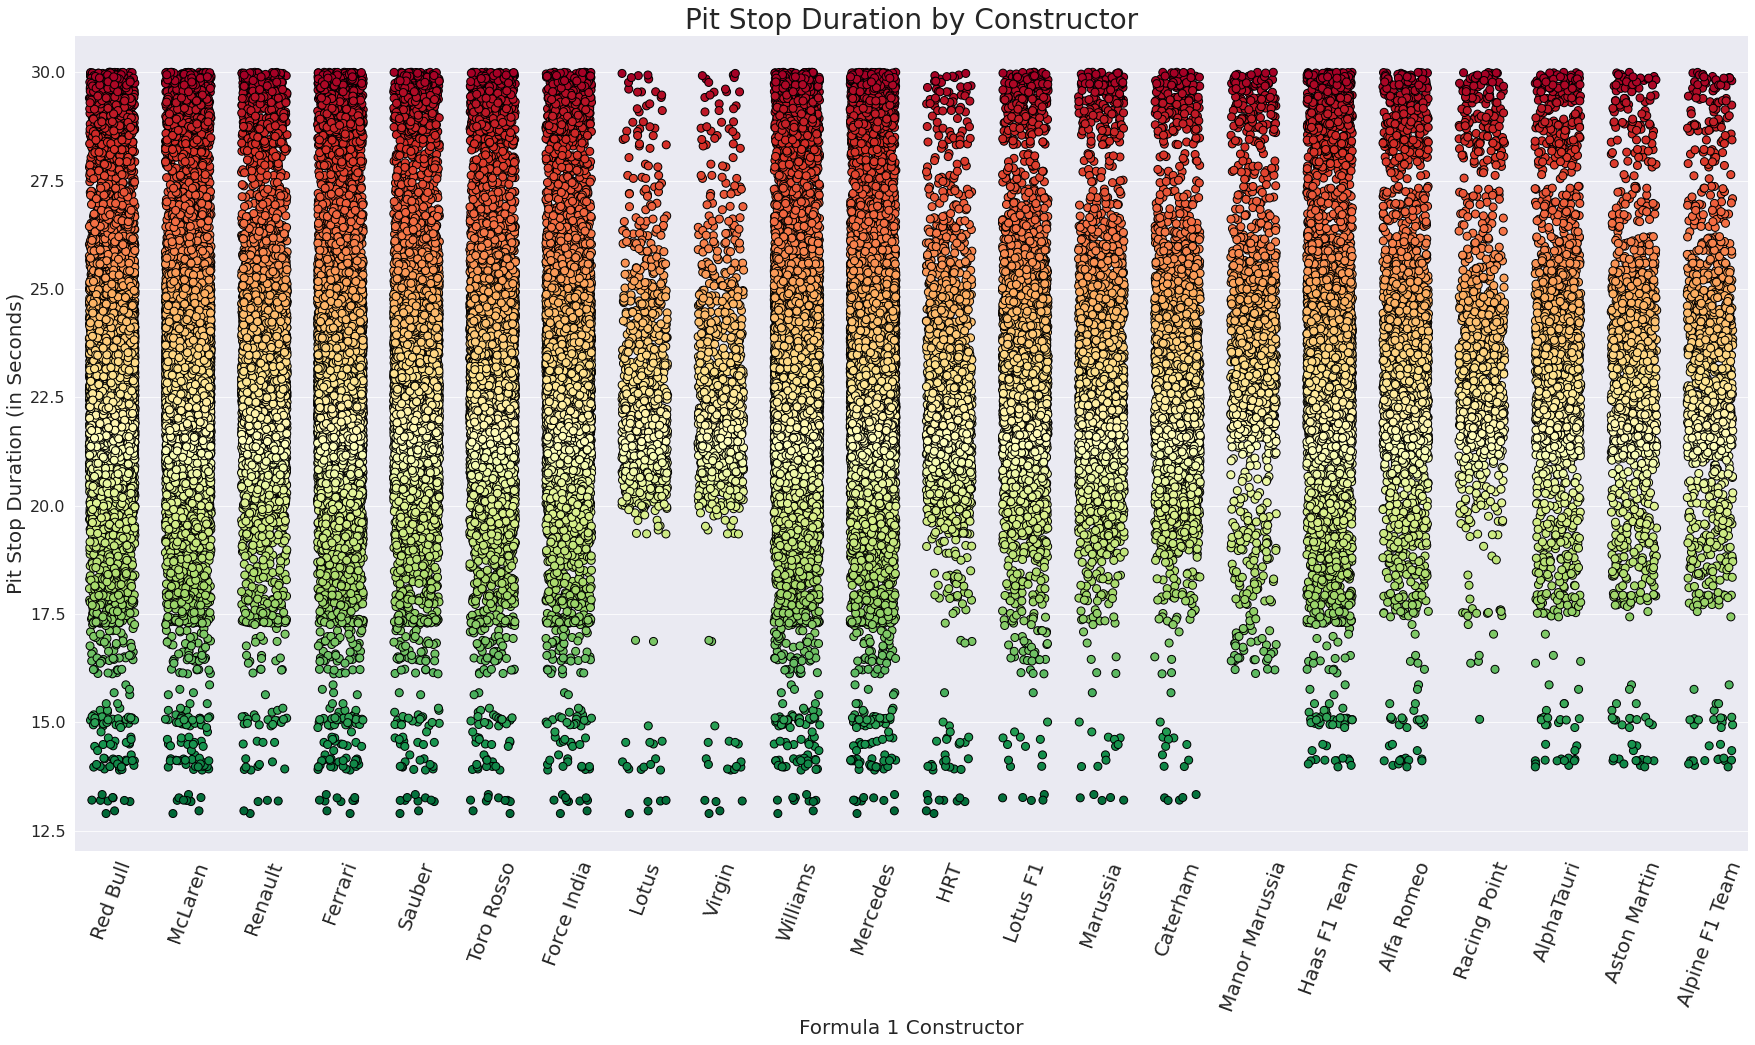 Pit Stop Duration by Constructor
Pit Stop Duration (in Seconds)
30.0
27.5
25.0
22.5
20.0
17.5
15.0
12.5
Red Bull
McLaren
Renault
Ferrari
Sauber
Toro Rosso
Force India
Lotus
Virgin
Williams
Mercedes
HRT
Lotus F1
Marussia
Caterham
Manor Marussia
Haas F1 Team
Alfa Romeo
Racing Point
AlphaTauri
Aston Martin
Alpine F1 Team
Formula 1 Constructor